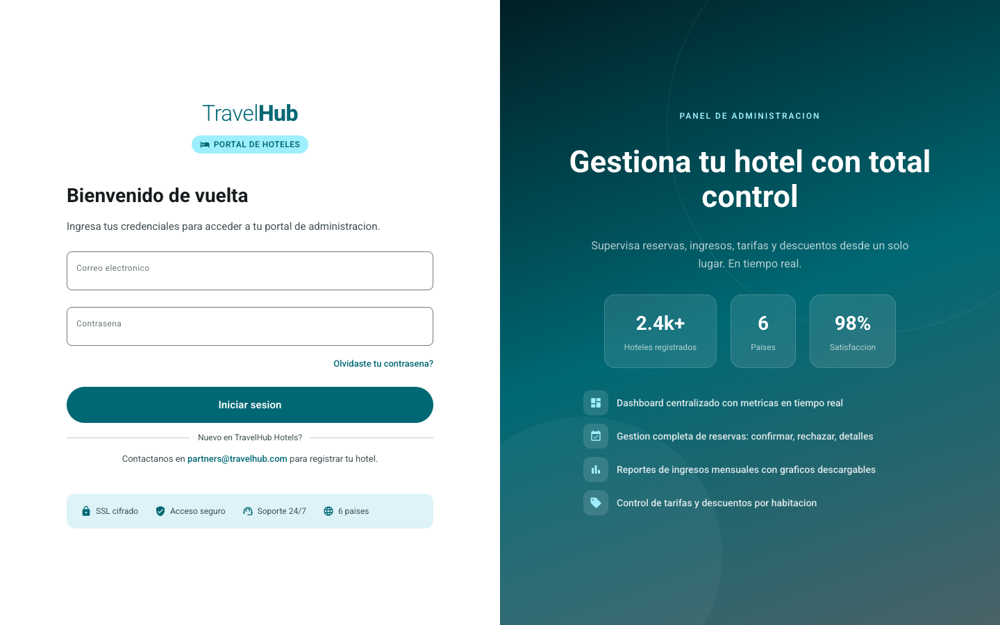 TravelHub
PORTAL DE HOTELES
Bienvenido de vuelta
Ingresa tus credenciales para acceder a tu portal de administracion.
Correo electronico
Contrasena
Olvidaste tu contrasena?
Iniciar sesion
Nuevo en TravelHub Hotels?
Contactanos en partners@travelhub.com para registrar tu hotel.
SSL cifrado
Acceso seguro
Soporte 24/7
6 paises
PANEL DE ADMINISTRACION
Gestiona tu hotel con total
control
Supervisa reservas, ingresos, tarifas y descuentos desde un solo
lugar. En tiempo real.
2.4k+
Hoteles registrados
6
Paises
98%
Satisfaccion
Dashboard centralizado con metricas en tiempo real
Gestion completa de reservas: confirmar, rechazar, detalles
Reportes de ingresos mensuales con graficos descargables
Control de tarifas y descuentos por habitacion